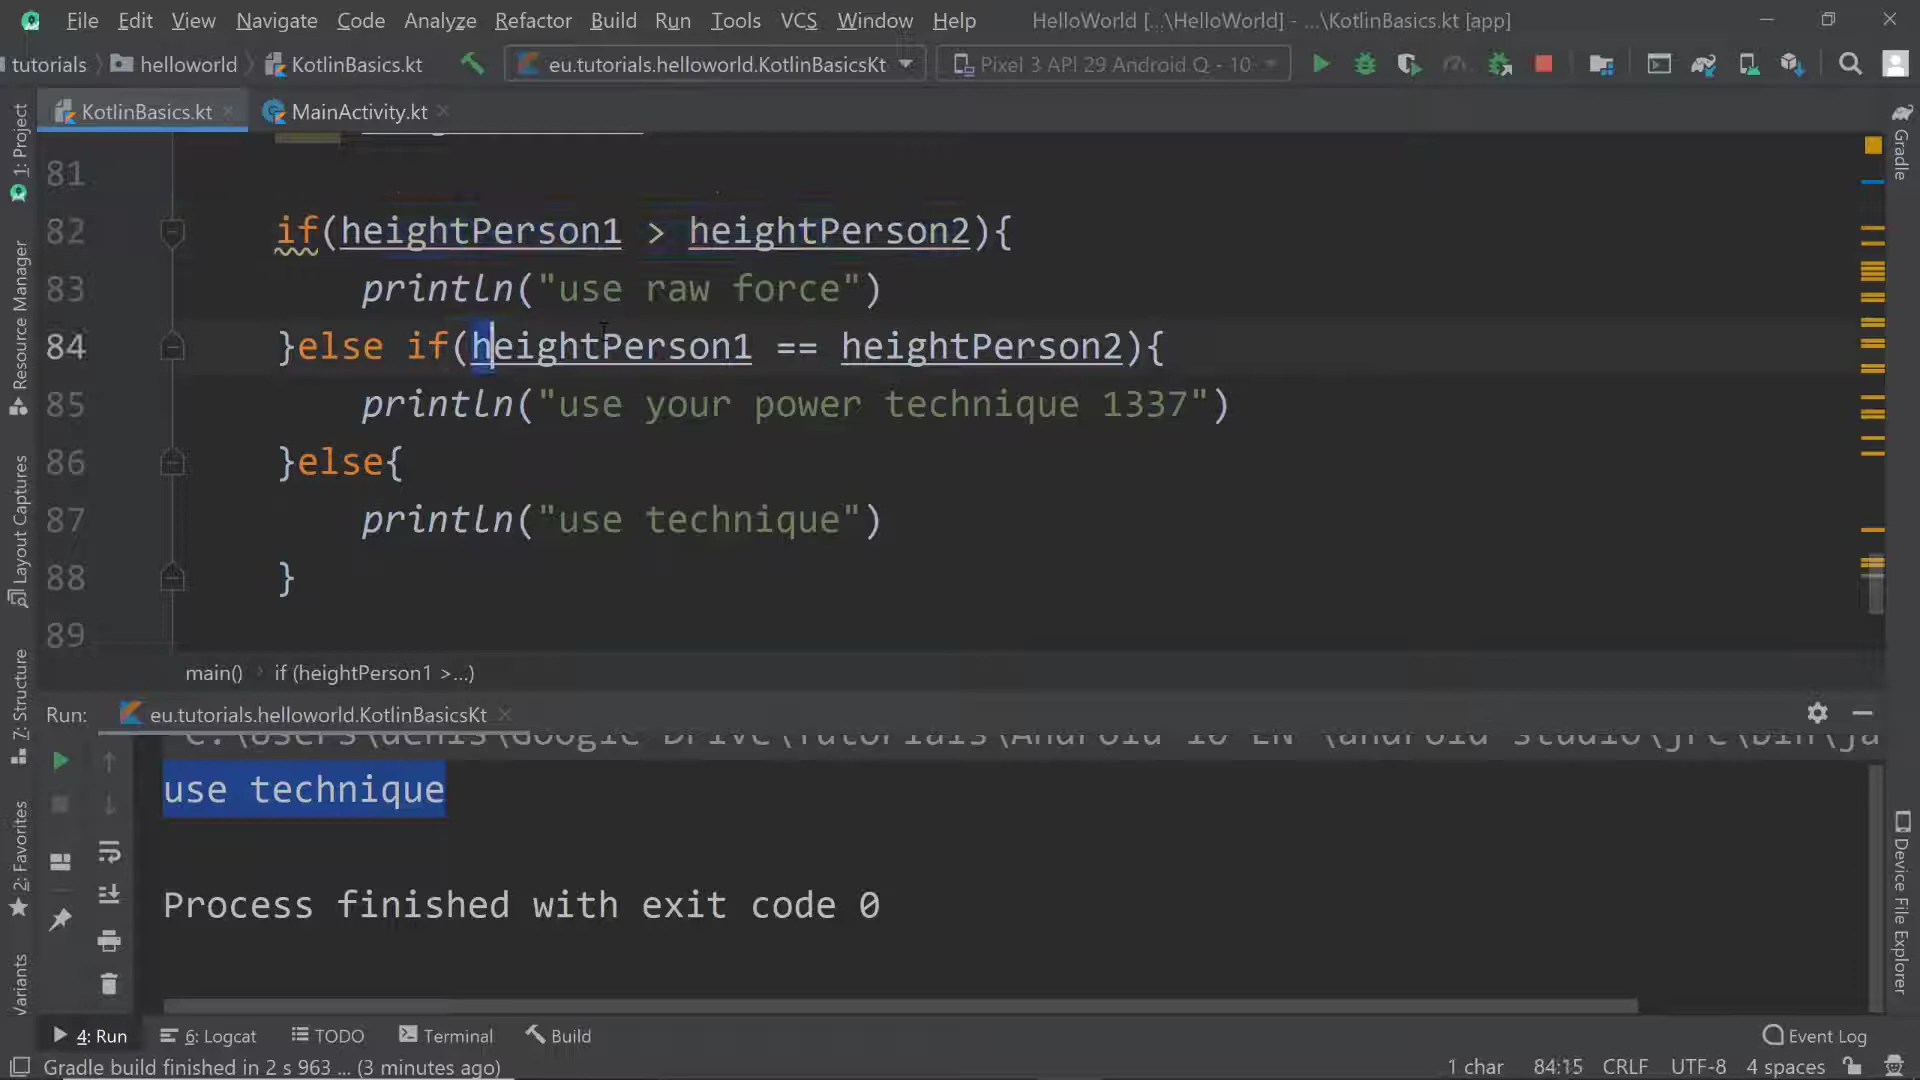 File Edit View Navigate Code Analyze Refactor Build Run Tools VCS Window Help HelloWorld [...\HelloWorld] - ...\KotlinBasics.kt [app]
tutorials helloworld KotlinBasics.kt eu.tutorials.helloworld.KotlinBasicsKt Pixel 3 API 29 Android Q - 10
KotlinBasics.kt MainActivity.kt
81
82 if(heightPerson1 > heightPerson2){
83 println("use raw force")
84 }else if(heightPerson1 == heightPerson2){
85 println("use your power technique 1337")
86 }else{
87 println("use technique")
88 }
89
main() if (heightPerson1 >...)
Run: eu.tutorials.helloworld.KotlinBasicsKt
use technique
Process finished with exit code 0
4: Run 6: Logcat TODO Terminal Build Event Log
Gradle build finished in 2 s 963 ... (3 minutes ago) 1 char 84:15 CRLF UTF-8 4 spaces
1: Project
Resource Manager
Layout Captures
7: Structure
2: Favorites
Variants
Gradle
Device File Explorer